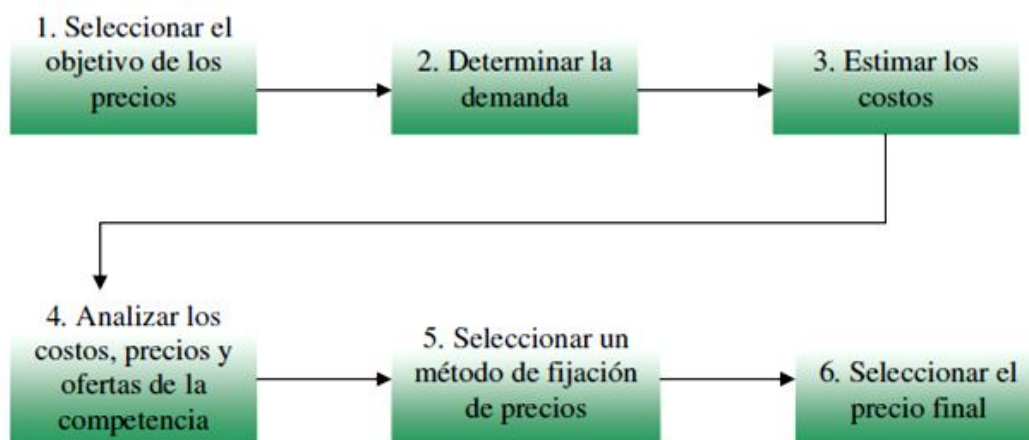 1. Seleccionar el
objetivo de los
precios
2. Determinar la
demanda
3. Estimar los
costos
4. Analizar los
costos, precios y
ofertas de la
competencia
5. Seleccionar un
método de fijación
de precios
6. Seleccionar el
precio final